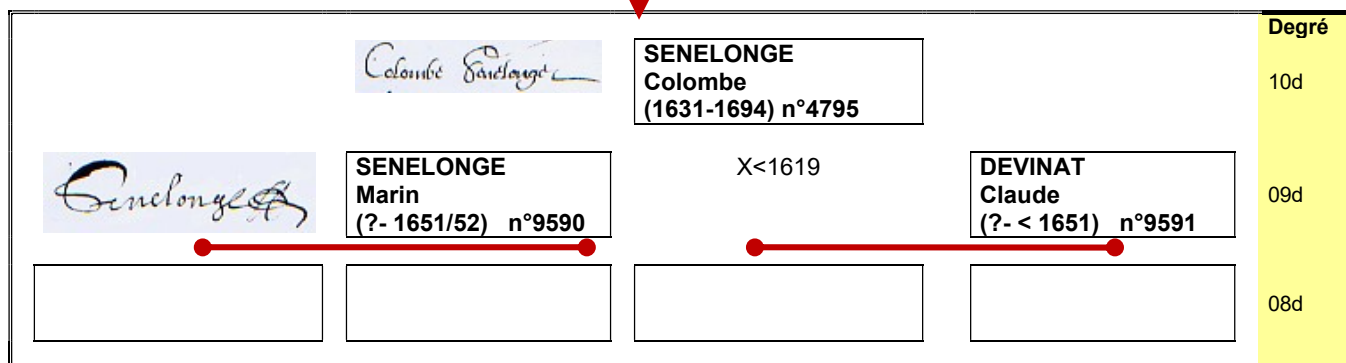 Degré
Colombe Senelonge
SENELONGE
Colombe
(1631-1694) n°4795
10d
Senelonge
SENELONGE
Marin
(?- 1651/52) n°9590
X<1619
DEVINAT
Claude
(?- < 1651) n°9591
09d
08d